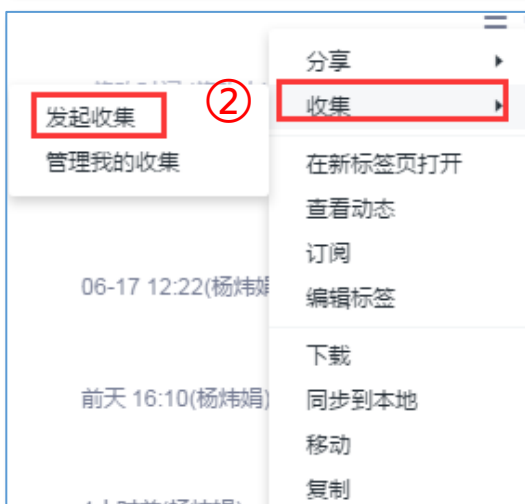 分享
收集
②
发起收集
管理我的收集
在新标签页打开
查看动态
订阅
06-17 12:22(杨炜娟
编辑标签
下载
前天 16:10(杨炜娟)
同步到本地
移动
复制